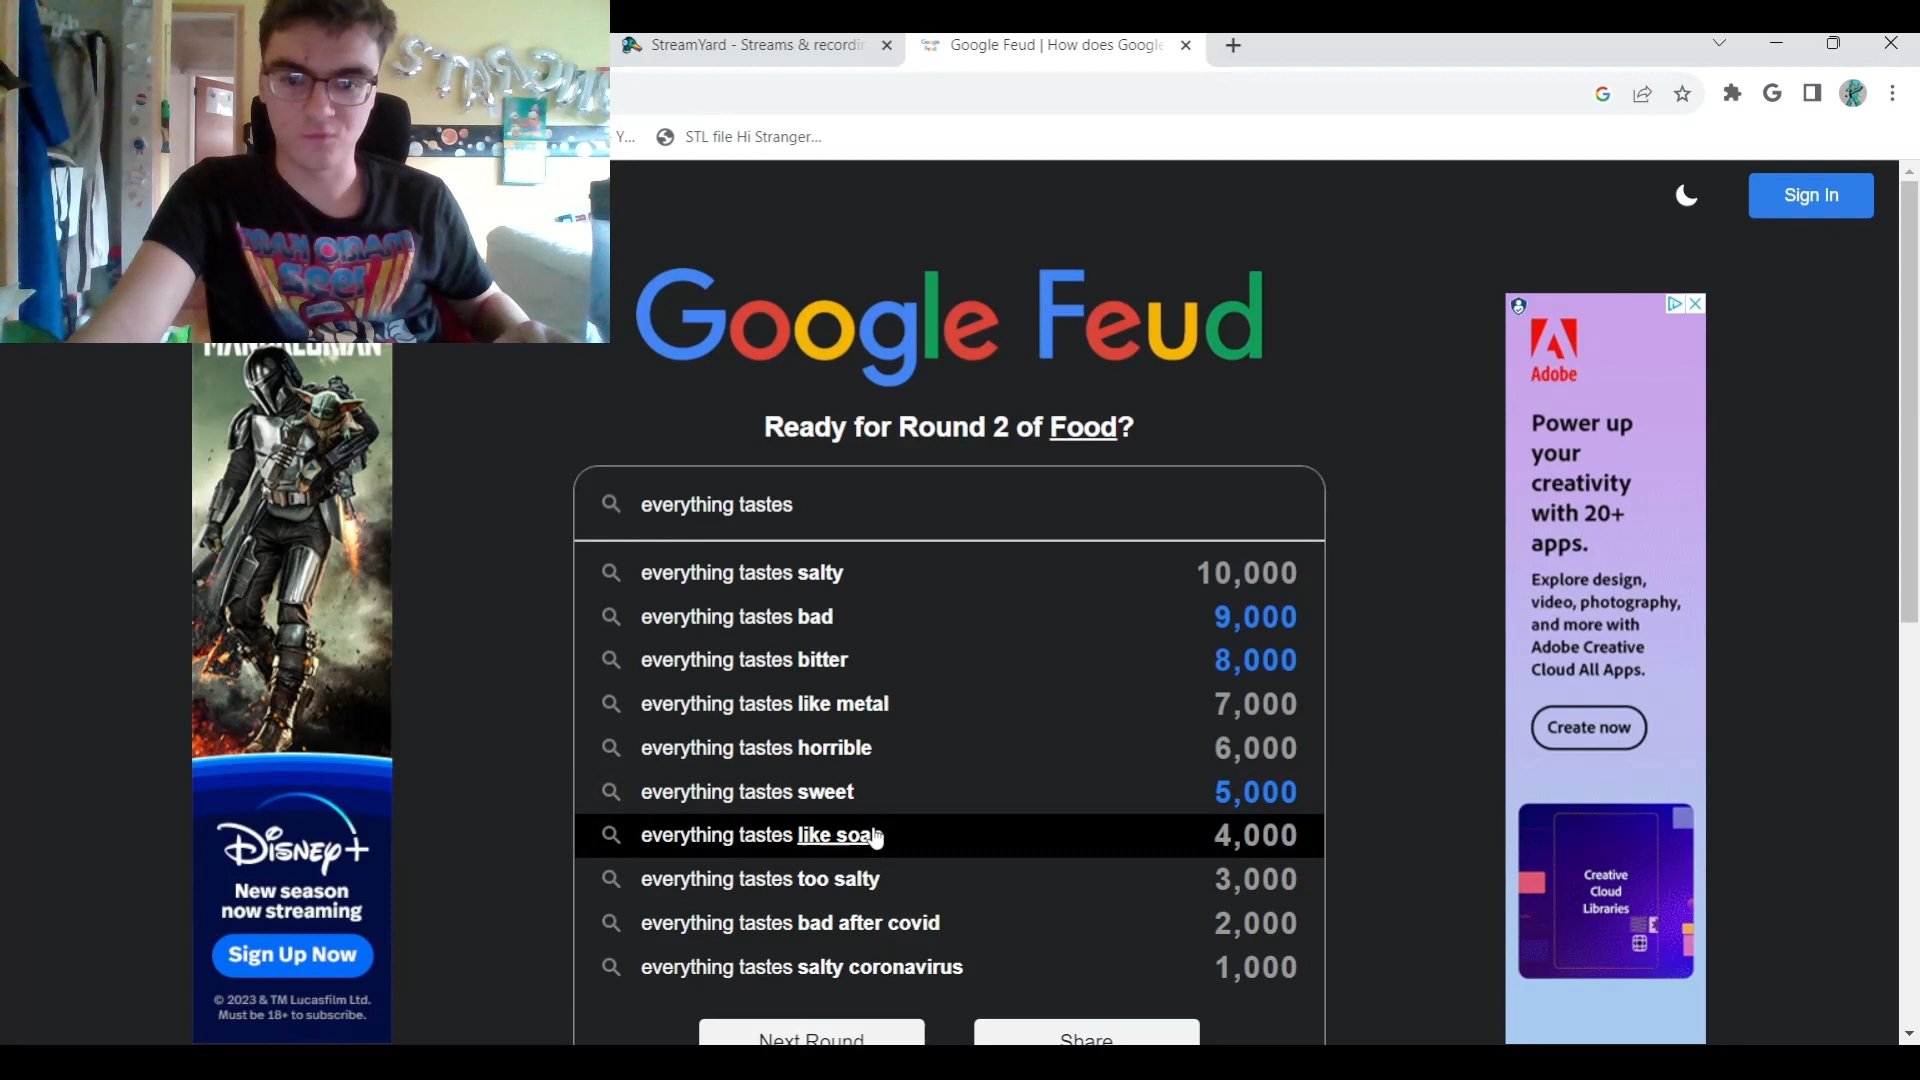 StreamYard - Streams & recordin
Google Feud | How does Google
Y...
STL file Hi Stranger...
Sign In
Google Feud
Ready for Round 2 of Food?
everything tastes
everything tastes salty 10,000
everything tastes bad 9,000
everything tastes bitter 8,000
everything tastes like metal 7,000
everything tastes horrible 6,000
everything tastes sweet 5,000
everything tastes like soap 4,000
everything tastes too salty 3,000
everything tastes bad after covid 2,000
everything tastes salty coronavirus 1,000
Next Round
Share
MANDALORIAN
Disney+
New season
now streaming
Sign Up Now
© 2023 & TM Lucasfilm Ltd.
Must be 18+ to subscribe.
Adobe
Power up
your
creativity
with 20+
apps.
Explore design,
video, photography,
and more with
Adobe Creative
Cloud All Apps.
Create now
Creative
Cloud
Libraries